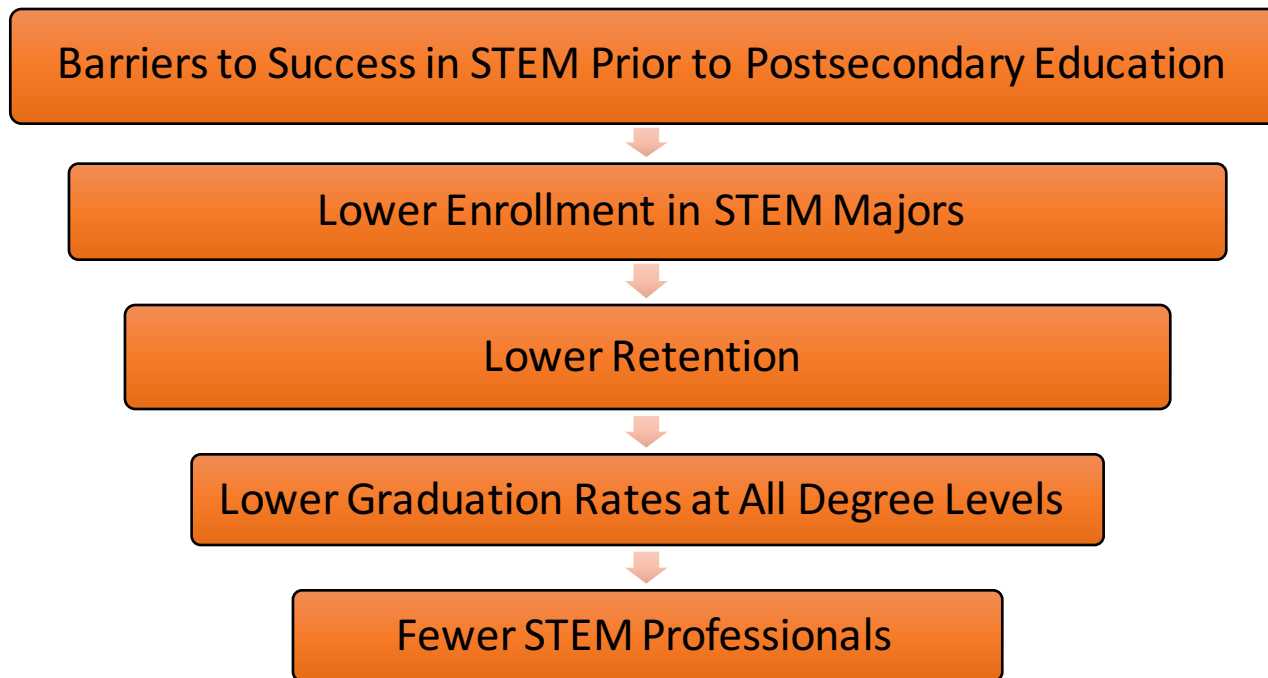 Barriers to Success in STEM Prior to Postsecondary Education
Lower Enrollment in STEM Majors
Lower Retention
Lower Graduation Rates at All Degree Levels
Fewer STEM Professionals